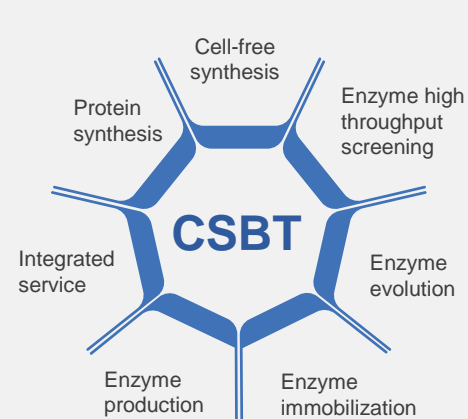 Cell-free
synthesis
Enzyme high
throughput
screening
Protein
synthesis
CSBT
Integrated
service
Enzyme
evolution
Enzyme
production
Enzyme
immobilization